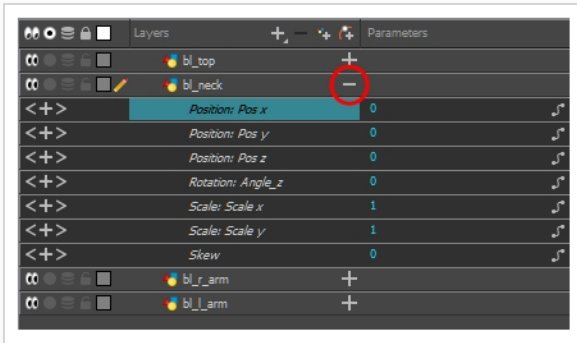 Layers Parameters
bl_top
bl_neck
Position: Pos x 0
Position: Pos y 0
Position: Pos z 0
Rotation: Angle_z 0
Scale: Scale x 1
Scale: Scale y 1
Skew 0
bl_r_arm
bl_l_arm